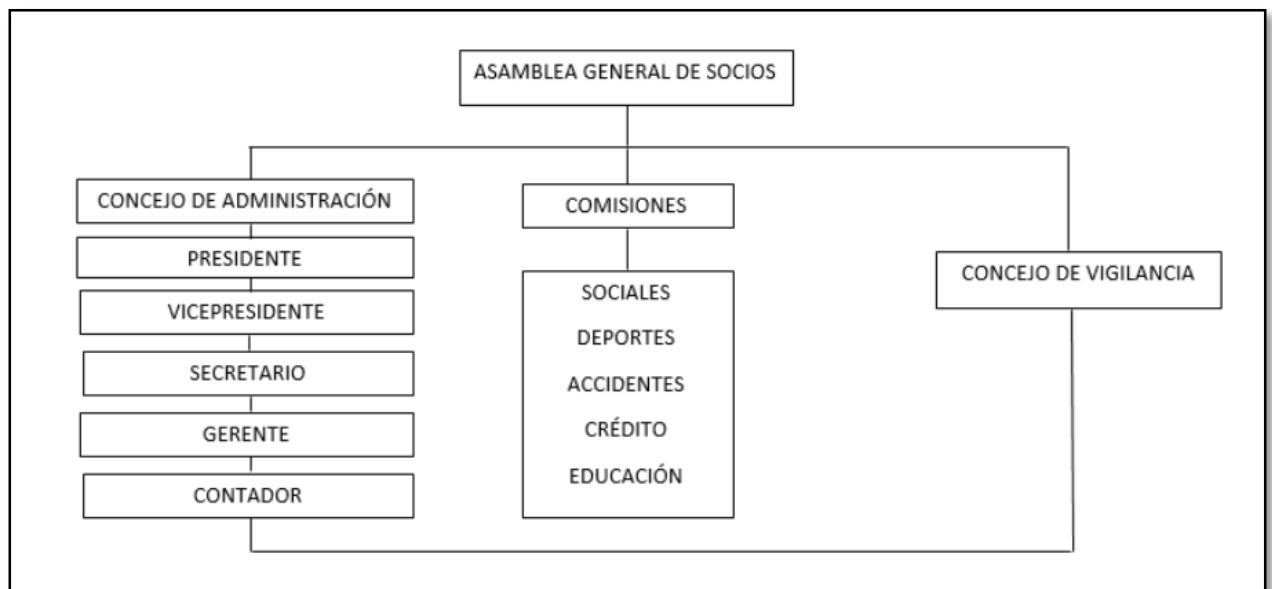 ASAMBLEA GENERAL DE SOCIOS
CONCEJO DE ADMINISTRACIÓN
PRESIDENTE
VICEPRESIDENTE
SECRETARIO
GERENTE
CONTADOR
COMISIONES
SOCIALES
DEPORTES
ACCIDENTES
CRÉDITO
EDUCACIÓN
CONCEJO DE VIGILANCIA